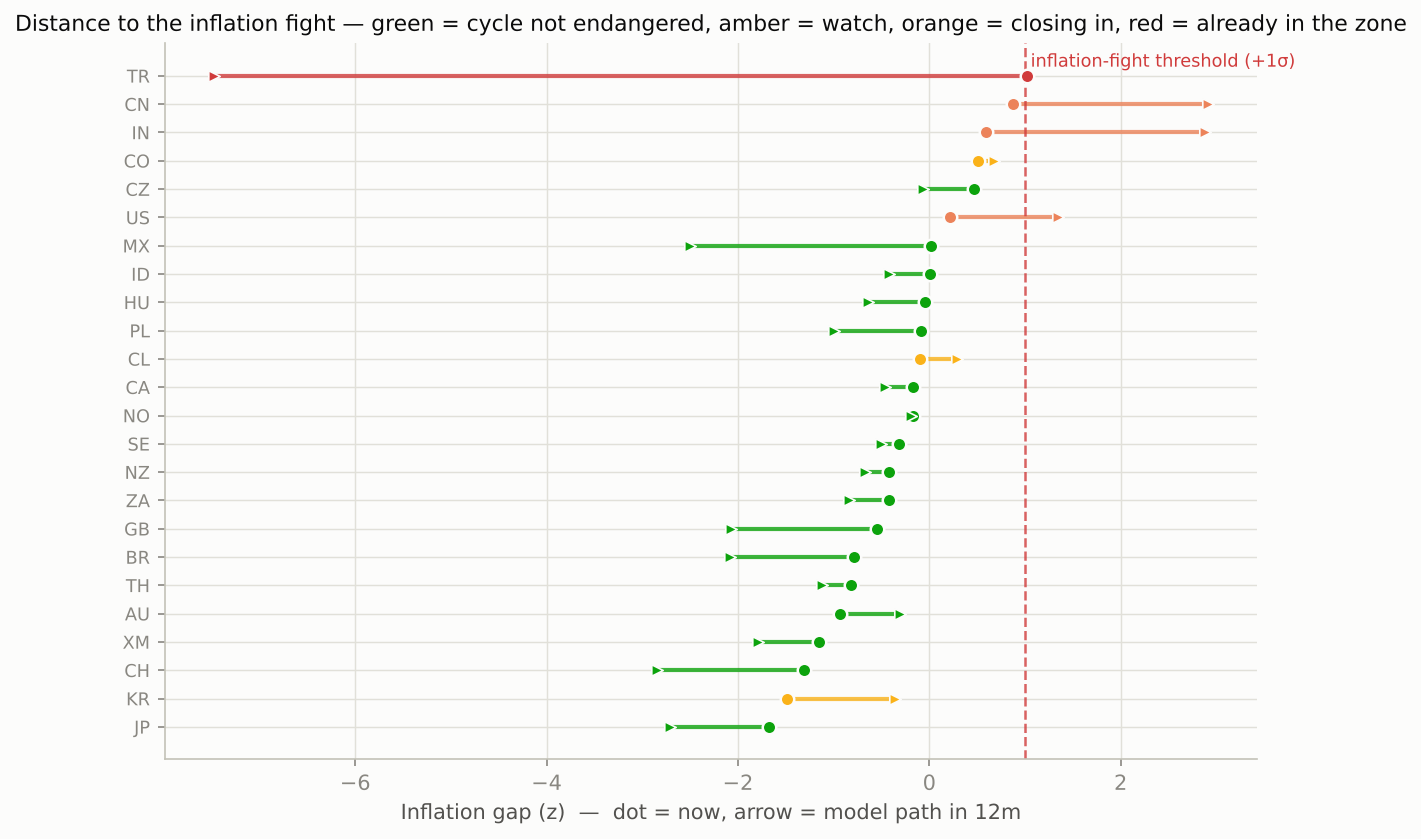 Distance to the inflation fight — green = cycle not endangered, amber = watch, orange = closing in, red = already in the zone
inflation-fight threshold (+1σ)
TR
CN
IN
CO
CZ
US
MX
ID
HU
PL
CL
CA
NO
SE
NZ
ZA
GB
BR
TH
AU
XM
CH
KR
JP
−6 −4 −2 0 2
Inflation gap (z) — dot = now, arrow = model path in 12m